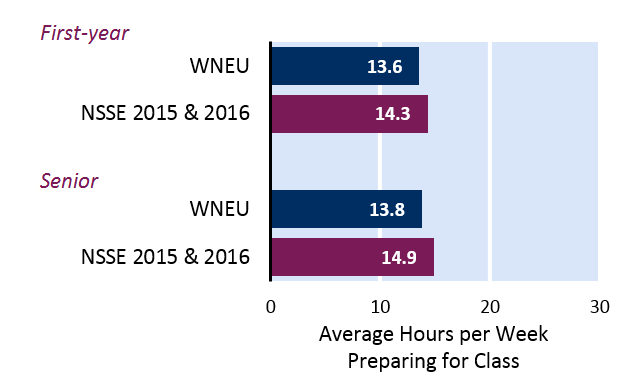 First-year
WNEU 13.6
NSSE 2015 & 2016 14.3
Senior
WNEU 13.8
NSSE 2015 & 2016 14.9
0 10 20 30
Average Hours per Week
Preparing for Class